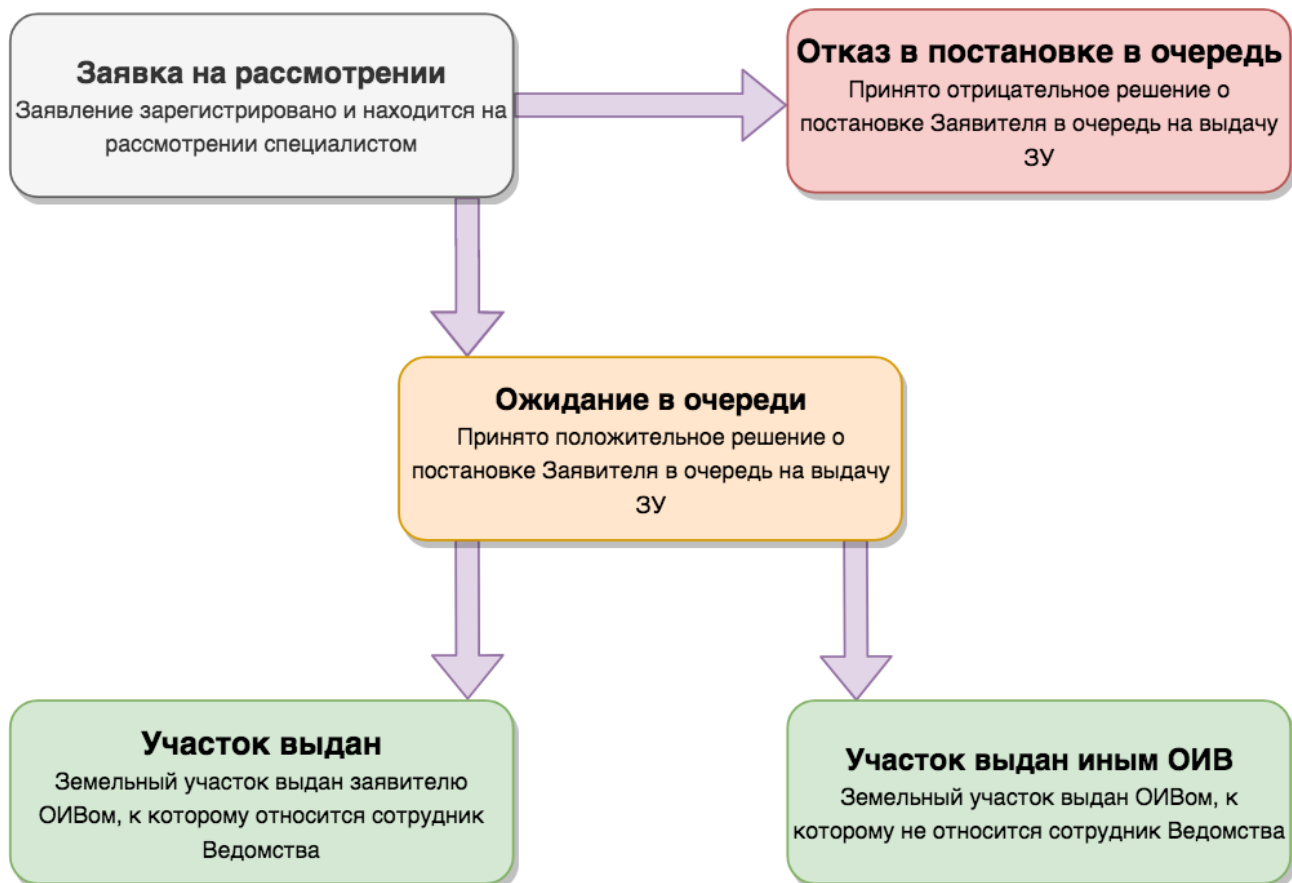 Заявка на рассмотрении
Заявление зарегистрировано и находится на
рассмотрении специалистом
Отказ в постановке в очередь
Принято отрицательное решение о
постановке Заявителя в очередь на выдачу
ЗУ
Ожидание в очереди
Принято положительное решение о
постановке Заявителя в очередь на выдачу
ЗУ
Участок выдан
Земельный участок выдан заявителю
ОИВом, к которому относится сотрудник
Ведомства
Участок выдан иным ОИВ
Земельный участок выдан ОИВом, к
которому не относится сотрудник Ведомства